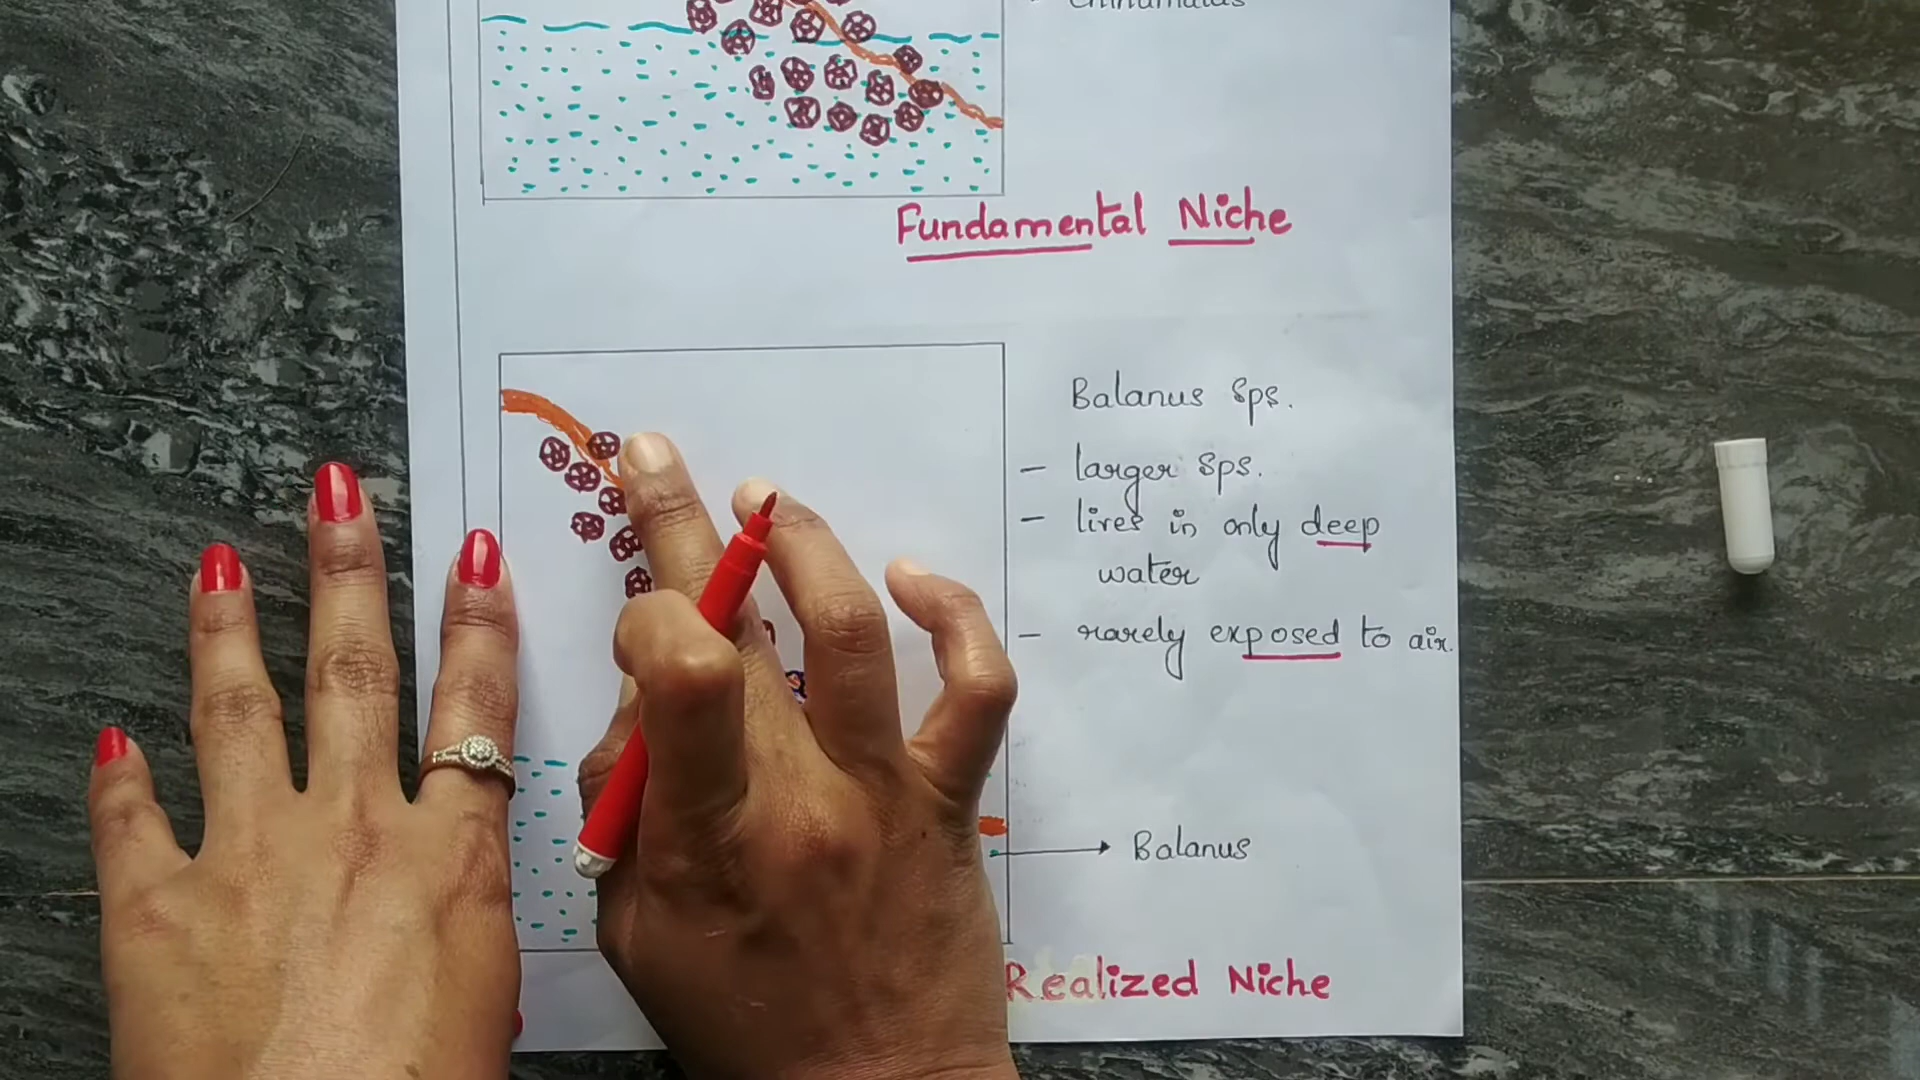 Fundamental Niche
Balanus Sps.
- larger Sps.
- lives in only deep
water
- rarely exposed to air.
Balanus
Realized Niche